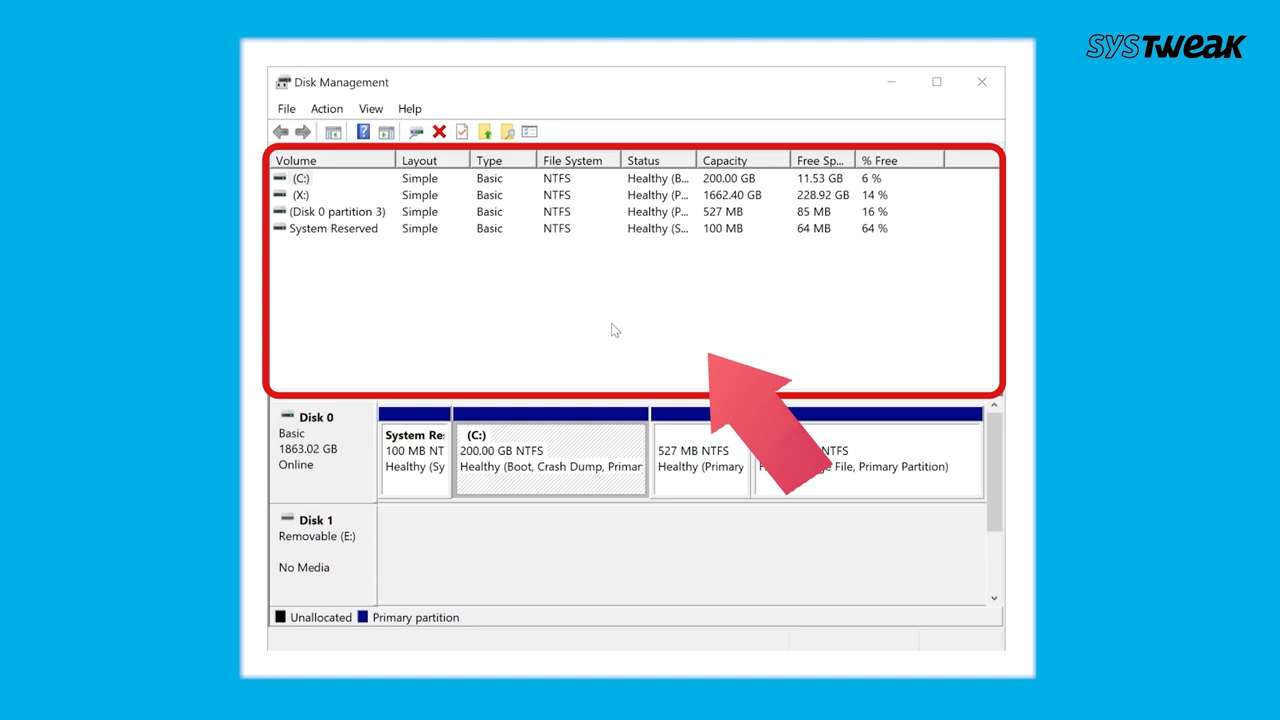 SYSTWEAK
Disk Management
File Action View Help
Volume Layout Type File System Status Capacity Free Sp... % Free
(C:) Simple Basic NTFS Healthy (B... 200.00 GB 11.53 GB 6 %
(X:) Simple Basic NTFS Healthy (P... 1662.40 GB 228.92 GB 14 %
(Disk 0 partition 3) Simple Basic NTFS Healthy (P... 527 MB 85 MB 16 %
System Reserved Simple Basic NTFS Healthy (S... 100 MB 64 MB 64 %
Disk 0
Basic
1863.02 GB
Online
System Re:
100 MB NT
Healthy (Sy
(C:)
200.00 GB NTFS
Healthy (Boot, Crash Dump, Primar
527 MB NTFS
Healthy (Primary
NTFS
File, Primary Partition)
Disk 1
Removable (E:)
No Media
Unallocated Primary partition